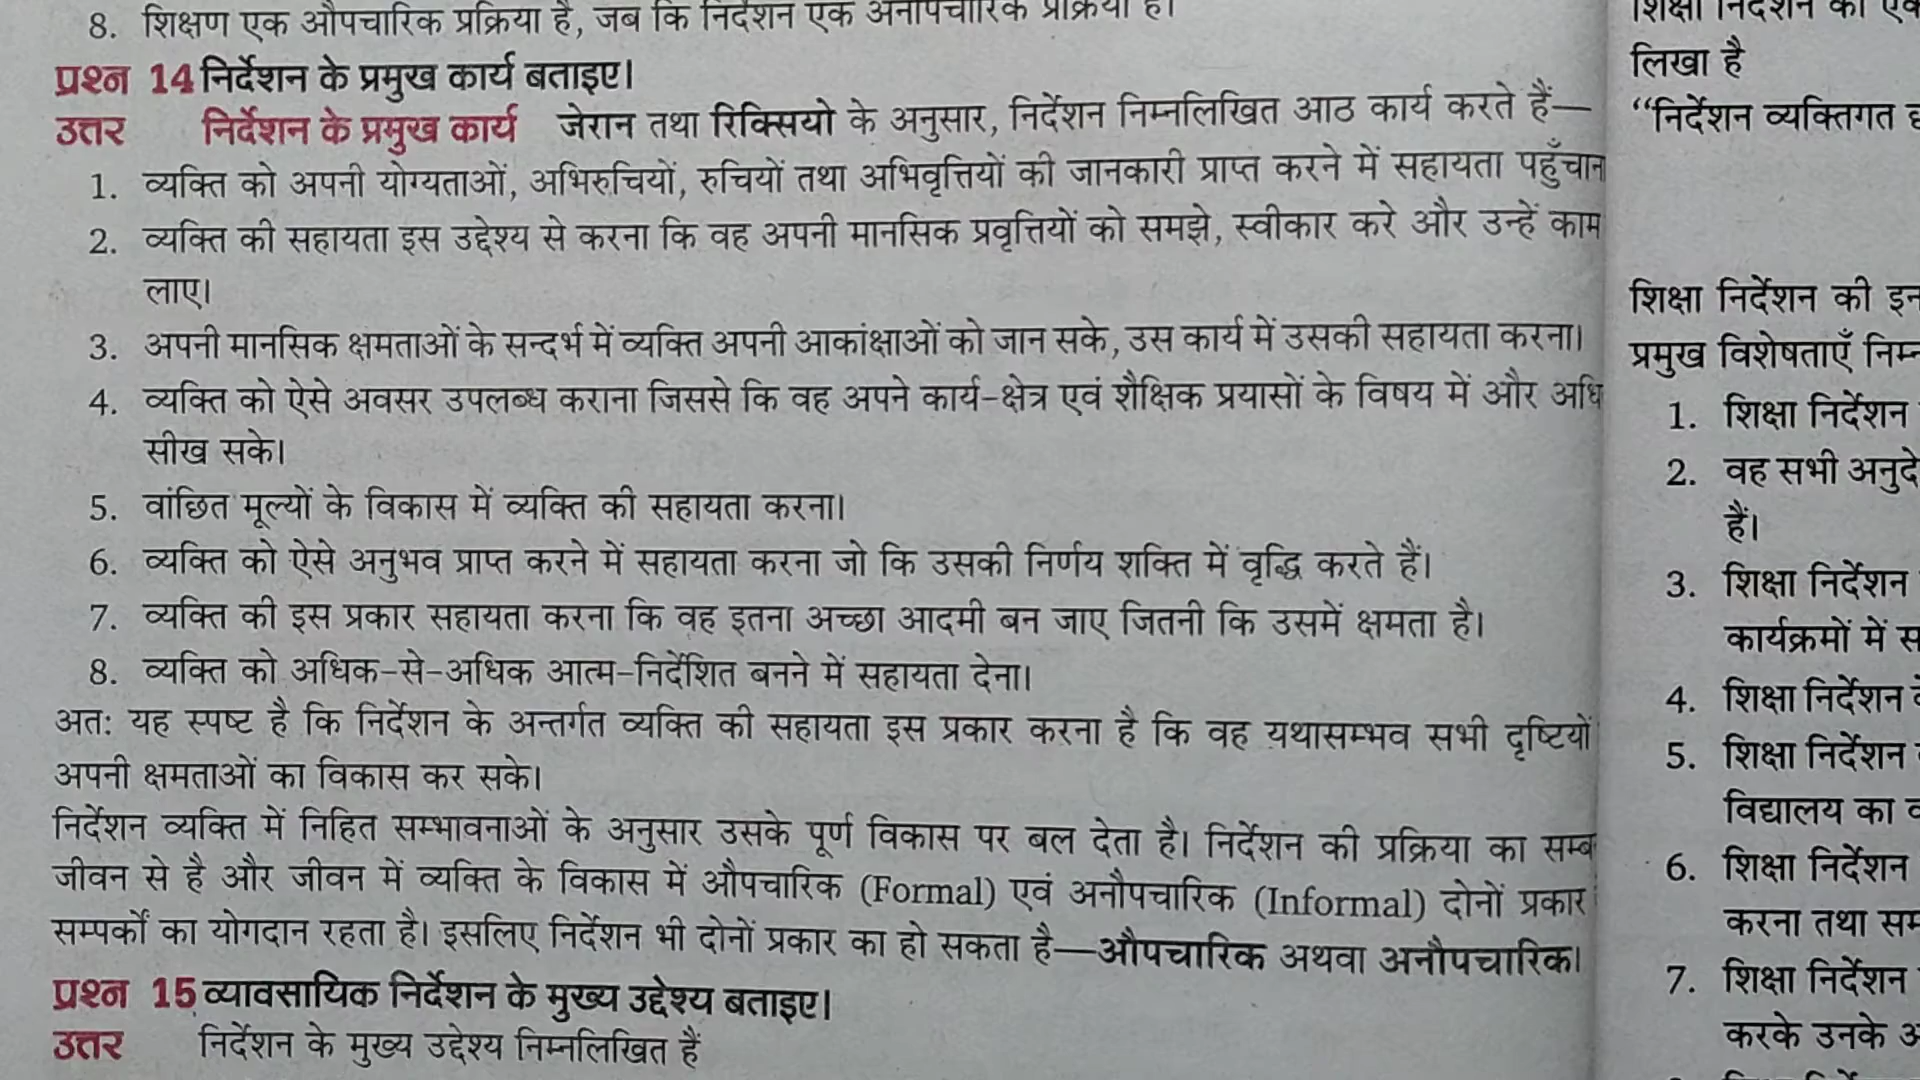 8. शिक्षण एक औपचारिक प्रक्रिया है, जब कि निर्देशन एक अनौपचारिक प्रक्रिया है।
प्रश्न 14 निर्देशन के प्रमुख कार्य बताइए।
उत्तर निर्देशन के प्रमुख कार्य जेरान तथा रिक्सियो के अनुसार, निर्देशन निम्नलिखित आठ कार्य करते हैं—
1. व्यक्ति को अपनी योग्यताओं, अभिरुचियों, रुचियों तथा अभिवृत्तियों की जानकारी प्राप्त करने में सहायता
2. व्यक्ति की सहायता इस उद्देश्य से करना कि वह अपनी मानसिक प्रवृत्तियों को समझे, स्वीकार करे और उन्हें काम
लाए।
3. अपनी मानसिक क्षमताओं के सन्दर्भ में व्यक्ति अपनी आकांक्षाओं को जान सके, उस कार्य में उसकी सहायता करना।
4. व्यक्ति को ऐसे अवसर उपलब्ध कराना जिससे कि वह अपने कार्य-क्षेत्र एवं शैक्षिक प्रयासों के विषय में और
सीख सके।
5. वांछित मूल्यों के विकास में व्यक्ति की सहायता करना।
6. व्यक्ति को ऐसे अनुभव प्राप्त करने में सहायता करना जो कि उसकी निर्णय शक्ति में वृद्धि करते हैं।
7. व्यक्ति की इस प्रकार सहायता करना कि वह इतना अच्छा आदमी बन जाए जितनी कि उसमें क्षमता है।
8. व्यक्ति को अधिक-से-अधिक आत्म-निर्देशित बनने में सहायता देना।
अतः यह स्पष्ट है कि निर्देशन के अन्तर्गत व्यक्ति की सहायता इस प्रकार करना है कि वह यथासम्भव सभी दृष्टियों
अपनी क्षमताओं का विकास कर सके।
निर्देशन व्यक्ति में निहित सम्भावनाओं के अनुसार उसके पूर्ण विकास पर बल देता है। निर्देशन की प्रक्रिया का
जीवन से है और जीवन में व्यक्ति के विकास में औपचारिक (Formal) एवं अनौपचारिक (Informal) दोनों प्रकार
सम्पर्कों का योगदान रहता है। इसलिए निर्देशन भी दोनों प्रकार का हो सकता है—औपचारिक अथवा अनौपचारिक।
प्रश्न 15 व्यावसायिक निर्देशन के मुख्य उद्देश्य बताइए।
उत्तर निर्देशन के मुख्य उद्देश्य निम्नलिखित हैं
शिक्षा निर्देशन को
लिखा है
“निर्देशन व्यक्तिगत
शिक्षा निर्देशन की
प्रमुख विशेषताएँ
1. शिक्षा निर्देशन
2. वह सभी
हैं।
3. शिक्षा निर्देशन
कार्यक्रमों में
4. शिक्षा निर्देशन
5. शिक्षा निर्देशन
विद्यालय का
6. शिक्षा निर्देशन
करना तथा
7. शिक्षा निर्देशन
करके उनके